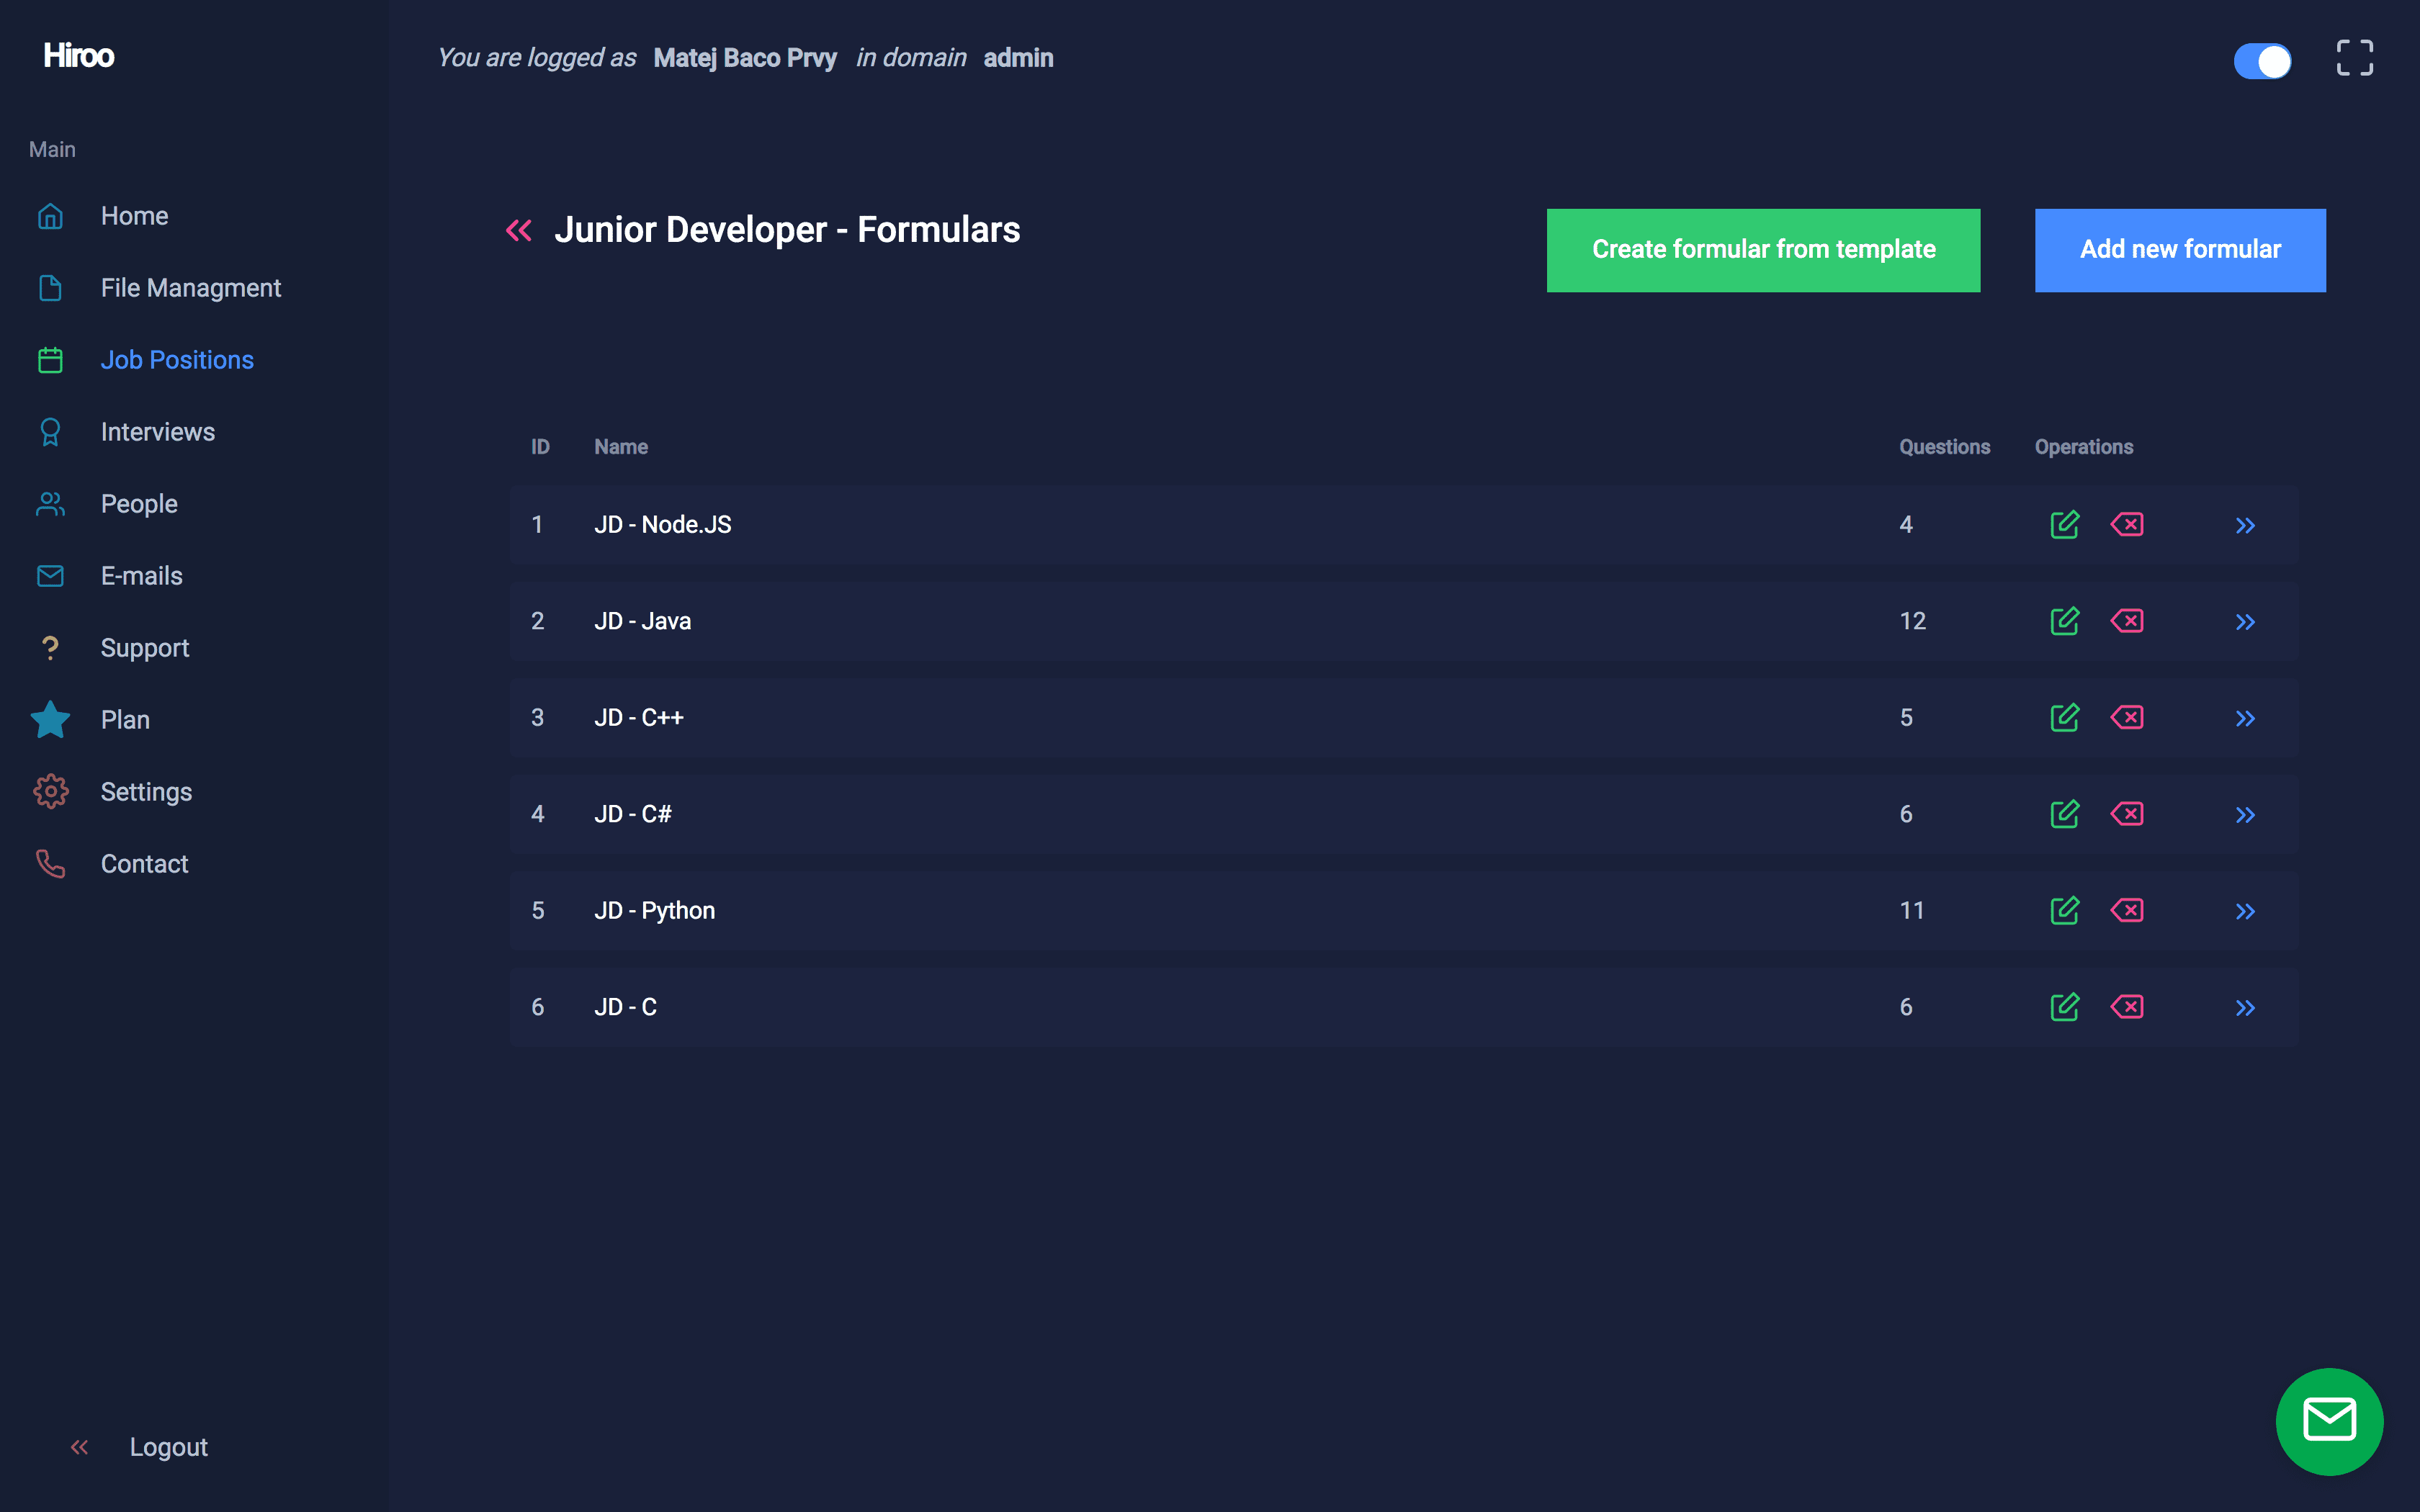 Hiroo
You are logged as Matej Baco Prvy in domain admin
Main
Home
File Managment
Job Positions
Interviews
People
E-mails
Support
Plan
Settings
Contact
Logout
Junior Developer - Formulars
Create formular from template
Add new formular
ID Name Questions Operations
1 JD - Node.JS 4
2 JD - Java 12
3 JD - C++ 5
4 JD - C# 6
5 JD - Python 11
6 JD - C 6